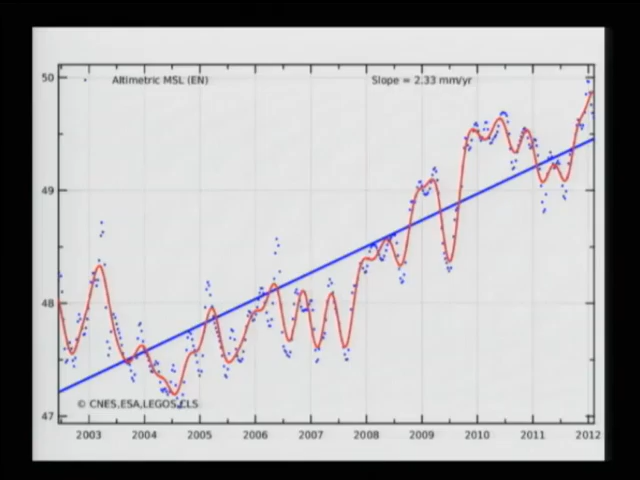 50
Altimetric MSL (EN)
Slope = 2.33 mm/yr
49
48
© CNES,ESA,LEGOS,CLS
47
2003 2004 2005 2006 2007 2008 2009 2010 2011 2012